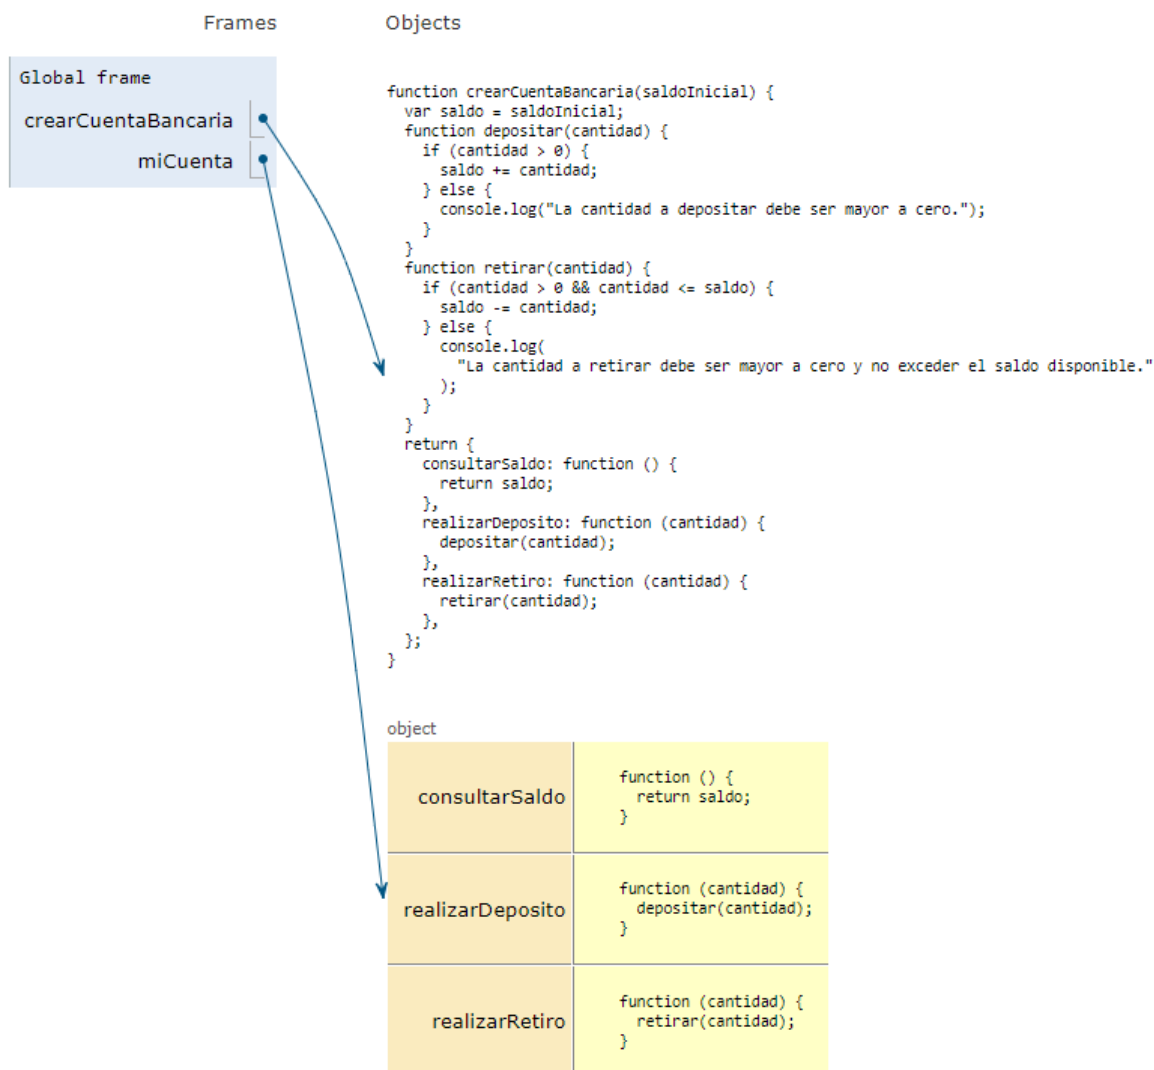 Frames
Objects
Global frame
crearCuentaBancaria
miCuenta
function crearCuentaBancaria(saldoInicial) {
  var saldo = saldoInicial;
  function depositar(cantidad) {
    if (cantidad > 0) {
      saldo += cantidad;
    } else {
      console.log("La cantidad a depositar debe ser mayor a cero.");
    }
  }
  function retirar(cantidad) {
    if (cantidad > 0 && cantidad <= saldo) {
      saldo -= cantidad;
    } else {
      console.log(
        "La cantidad a retirar debe ser mayor a cero y no exceder el saldo disponible."
      );
    }
  }
  return {
    consultarSaldo: function () {
      return saldo;
    },
    realizarDeposito: function (cantidad) {
      depositar(cantidad);
    },
    realizarRetiro: function (cantidad) {
      retirar(cantidad);
    },
  };
}
object
consultarSaldo
function () {
  return saldo;
}
realizarDeposito
function (cantidad) {
  depositar(cantidad);
}
realizarRetiro
function (cantidad) {
  retirar(cantidad);
}